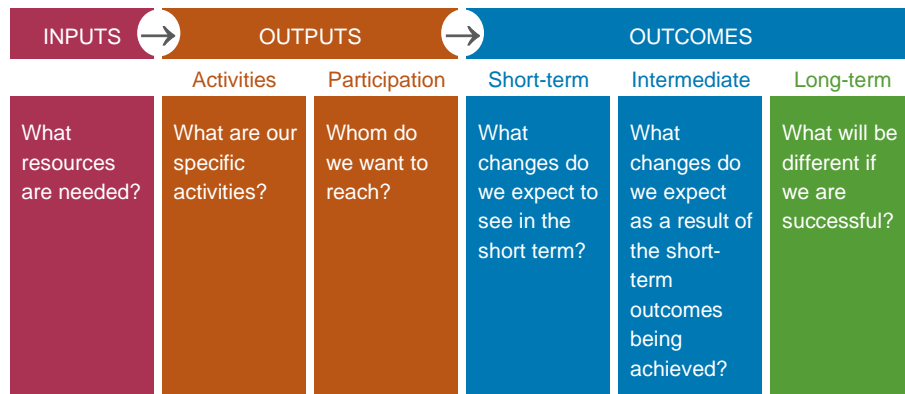 INPUTS → OUTPUTS → OUTCOMES
Activities Participation Short-term Intermediate Long-term
What
resources
are needed?
What are our
specific
activities?
Whom do
we want to
reach?
What
changes do
we expect to
see in the
short term?
What
changes do
we expect
as a result of
the short-
term
outcomes
being
achieved?
What will be
different if
we are
successful?